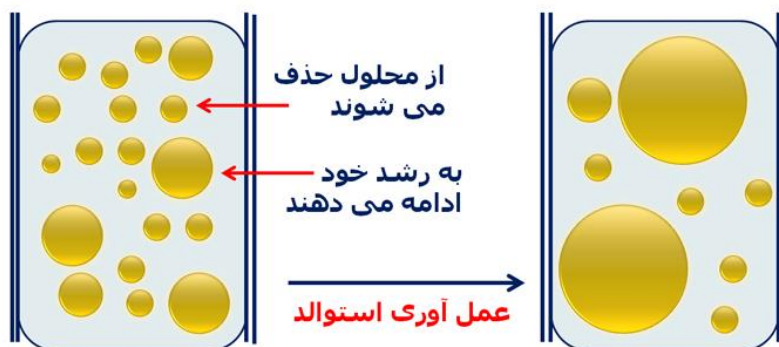 از محلول حذف
می شوند
به رشد خود
ادامه می دهند
عمل آوری استوالد